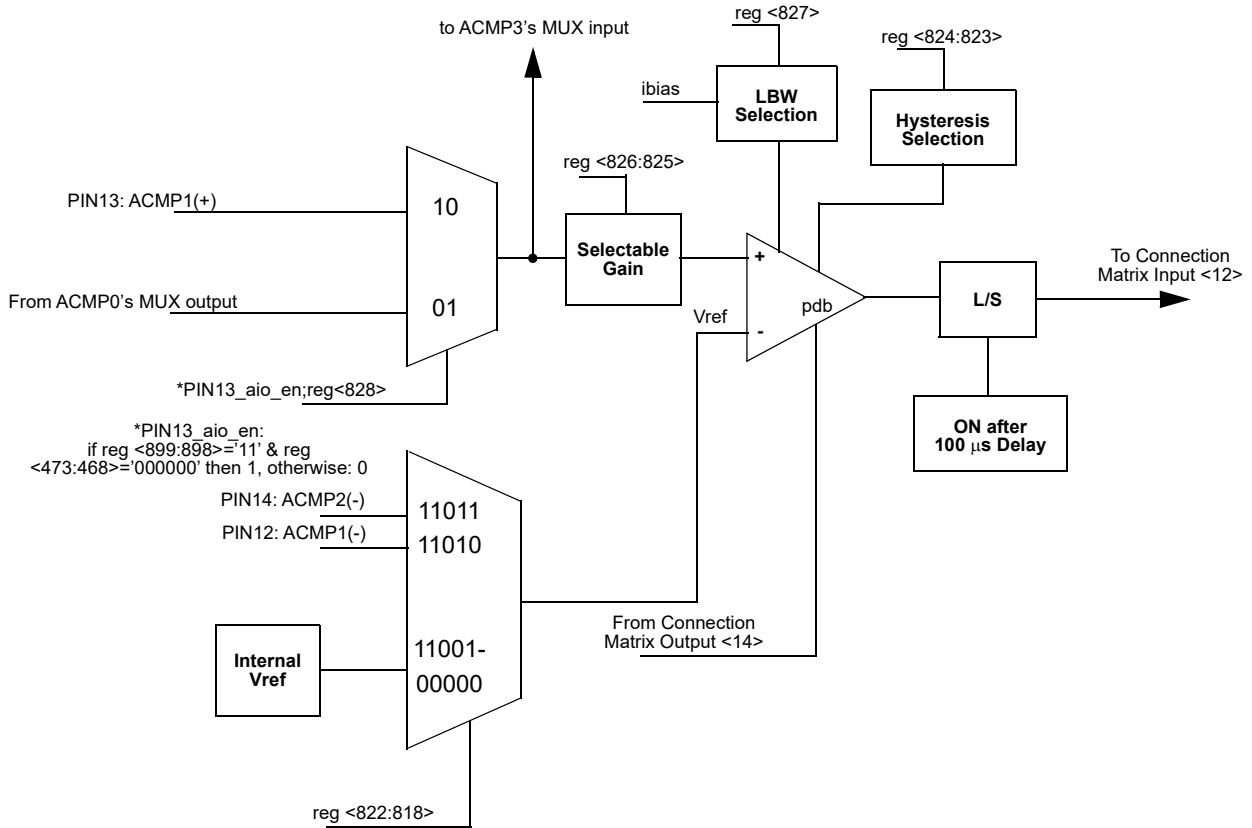 reg <827>
to ACMP3's MUX input
reg <824:823>
ibias
LBW
Selection
Hysteresis
Selection
reg <826:825>
PIN13: ACMP1(+)
10
Selectable
Gain
+
To Connection
Matrix Input <12>
From ACMP0's MUX output
01
Vref
pdb
-
L/S
*PIN13_aio_en;reg<828>
ON after
100 μs Delay
*PIN13_aio_en:
if reg <899:898>='11' & reg
<473:468>='000000' then 1, otherwise: 0
PIN14: ACMP2(-)
11011
PIN12: ACMP1(-)
11010
From Connection
Matrix Output <14>
Internal
Vref
11001-
00000
reg <822:818>